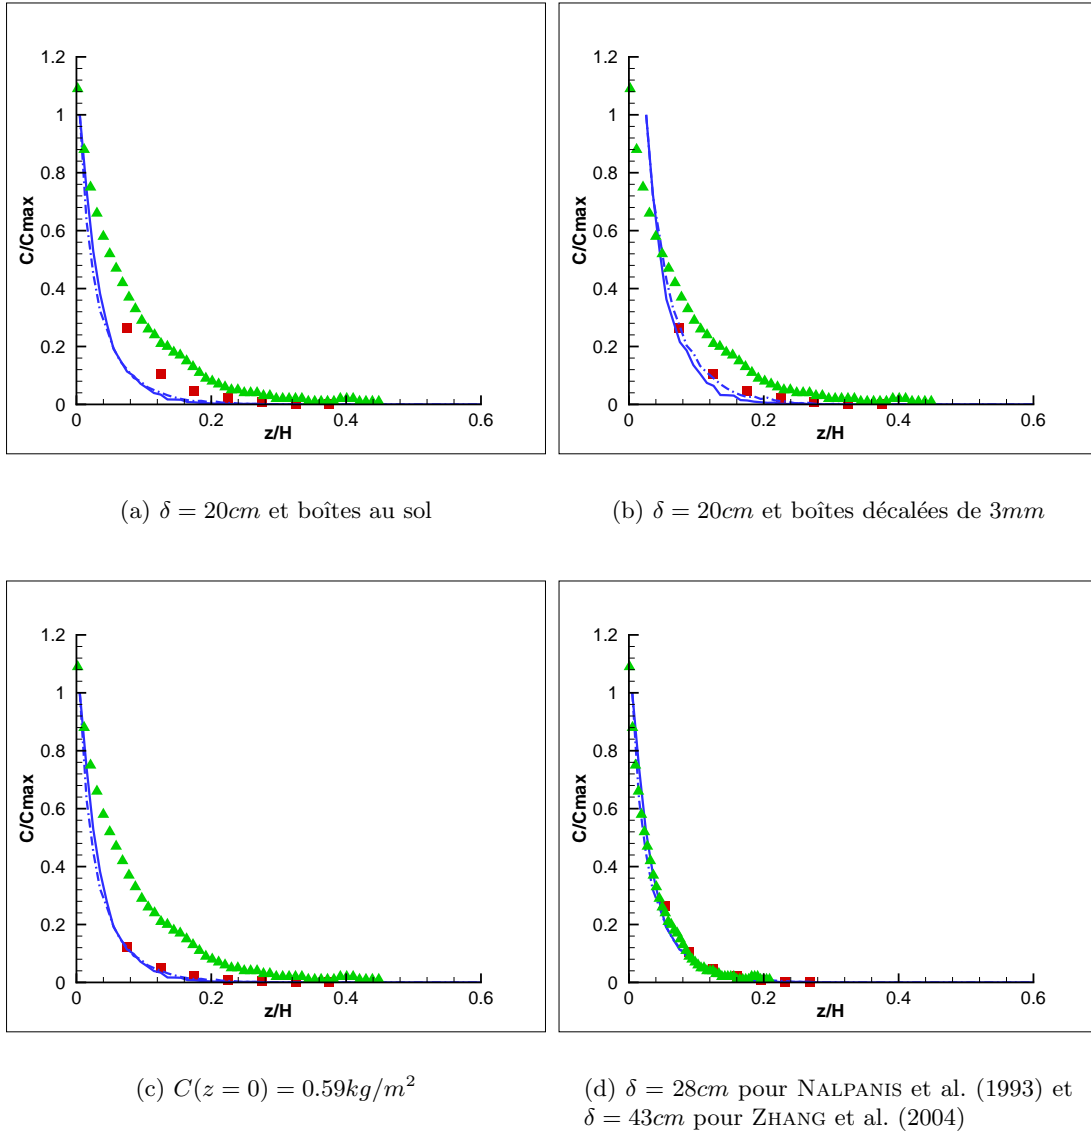 1.2
1
0.8
0.6
0.4
0.2
0
C/Cmax
0 0.2 0.4 0.6
z/H
(a) δ = 20cm et boîtes au sol
1.2
1
0.8
0.6
0.4
0.2
0
C/Cmax
0 0.2 0.4 0.6
z/H
(b) δ = 20cm et boîtes décalées de 3mm
1.2
1
0.8
0.6
0.4
0.2
0
C/Cmax
0 0.2 0.4 0.6
z/H
(c) C(z = 0) = 0.59kg/m²
1.2
1
0.8
0.6
0.4
0.2
0
C/Cmax
0 0.2 0.4 0.6
z/H
(d) δ = 28cm pour NALPANIS et al. (1993) et
δ = 43cm pour ZHANG et al. (2004)